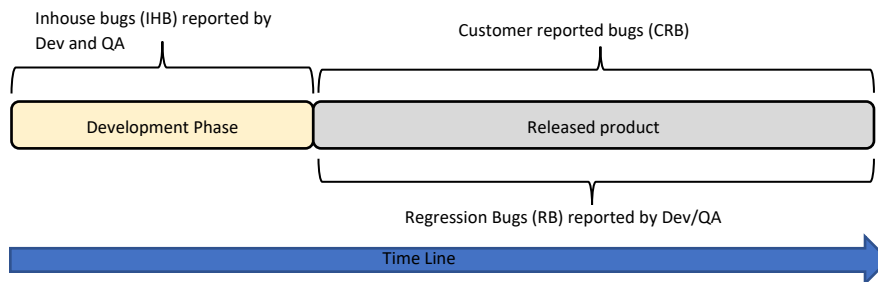 Inhouse bugs (IHB) reported by
Dev and QA
Customer reported bugs (CRB)
Development Phase
Released product
Regression Bugs (RB) reported by Dev/QA
Time Line